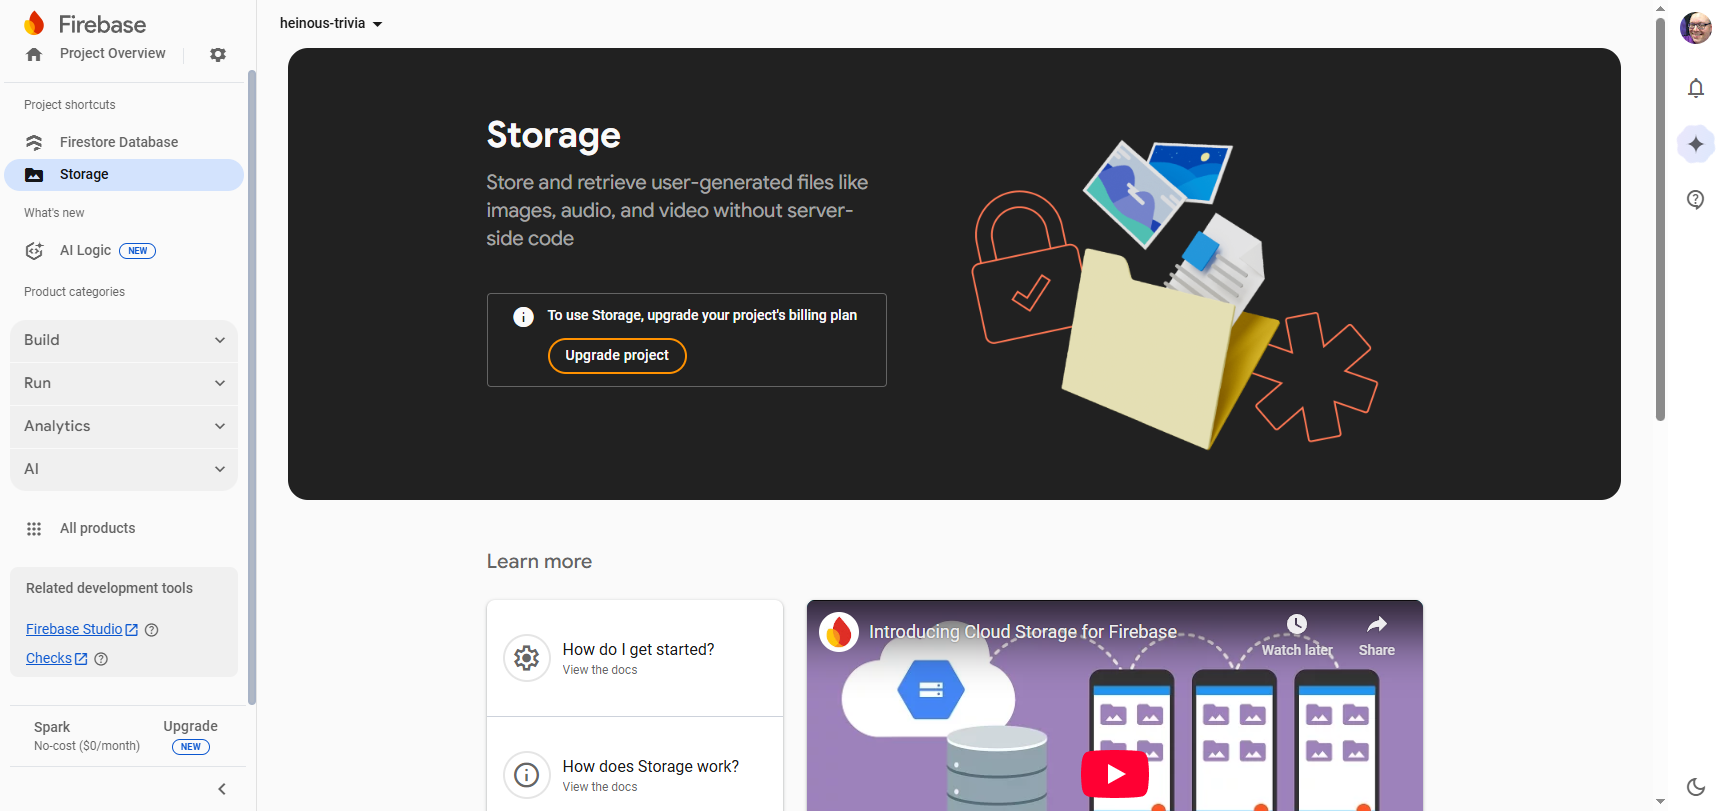 Firebase
Project Overview
Project shortcuts
Firestore Database
Storage
What's new
AI Logic NEW
Product categories
Build
Run
Analytics
AI
All products
Related development tools
Firebase Studio
Checks
Spark
No-cost ($0/month)
Upgrade
NEW
heinous-trivia
Storage
Store and retrieve user-generated files like
images, audio, and video without server-
side code
To use Storage, upgrade your project's billing plan
Upgrade project
Learn more
How do I get started?
View the docs
How does Storage work?
View the docs
Introducing Cloud Storage for Firebase
Watch later
Share